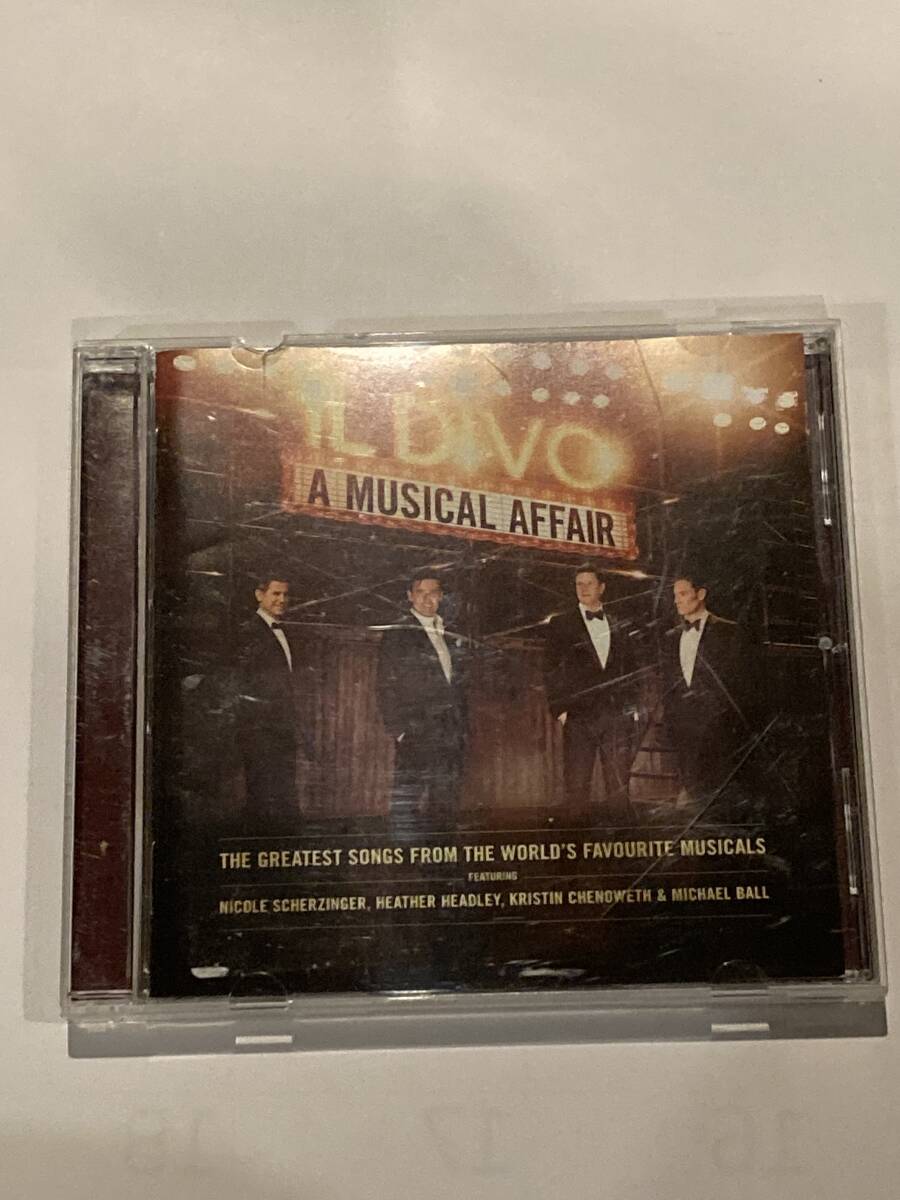 IL DIVO
A MUSICAL AFFAIR
THE GREATEST SONGS FROM THE WORLD'S FAVOURITE MUSICALS
FEATURING
NICOLE SCHERZINGER, HEATHER HEADLEY, KRISTIN CHENOWETH & MICHAEL BALL